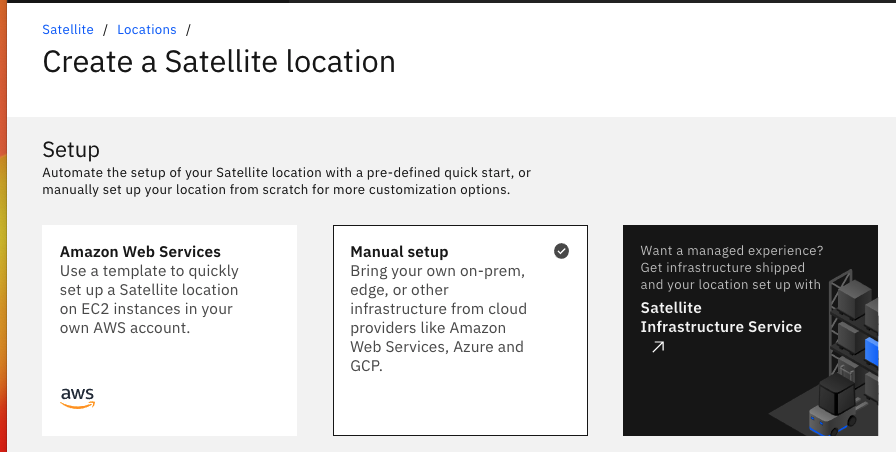 Satellite / Locations /
Create a Satellite location
Setup
Automate the setup of your Satellite location with a pre-defined quick start, or
manually set up your location from scratch for more customization options.
Amazon Web Services
Use a template to quickly
set up a Satellite location
on EC2 instances in your
own AWS account.
aws
Manual setup
Bring your own on-prem,
edge, or other
infrastructure from cloud
providers like Amazon
Web Services, Azure and
GCP.
Want a managed experience?
Get infrastructure shipped
and your location set up with
Satellite
Infrastructure Service